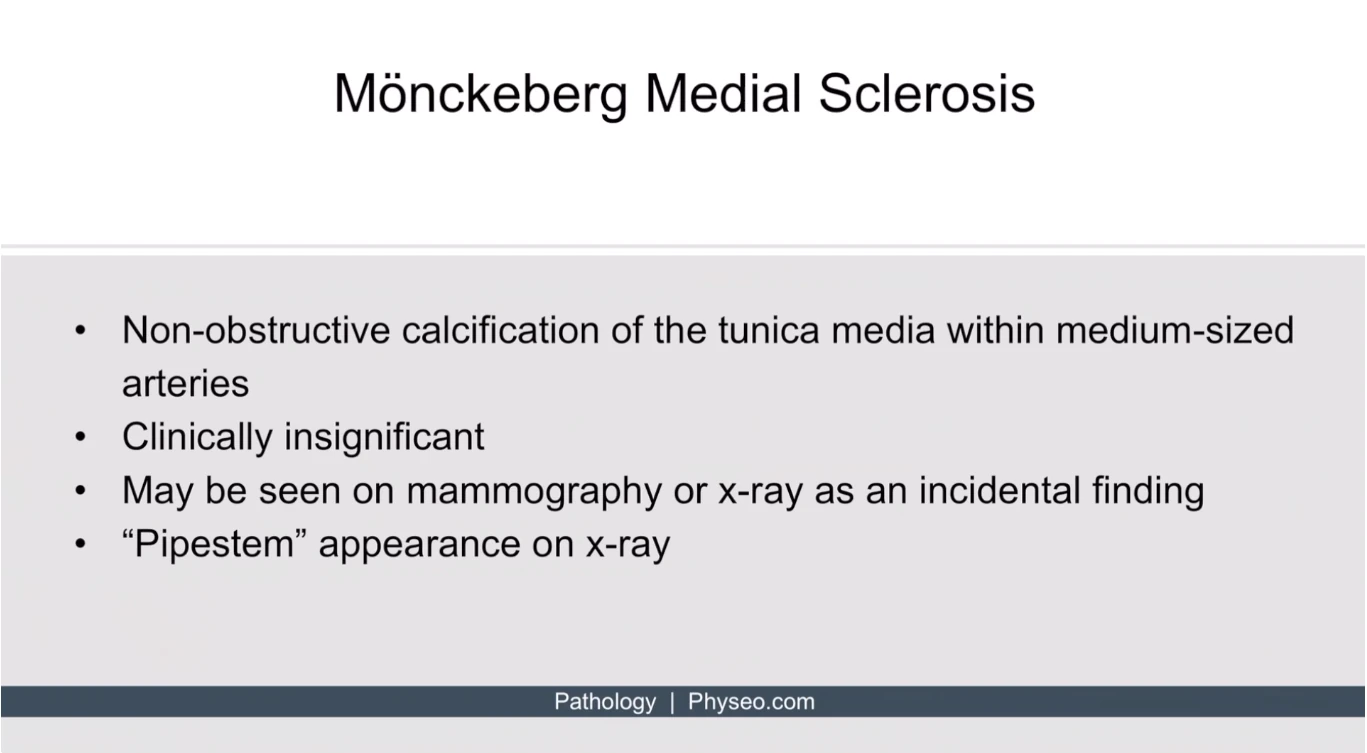 Mönckeberg Medial Sclerosis
• Non-obstructive calcification of the tunica media within medium-sized
arteries
• Clinically insignificant
• May be seen on mammography or x-ray as an incidental finding
• “Pipestem” appearance on x-ray
Pathology | Physeo.com